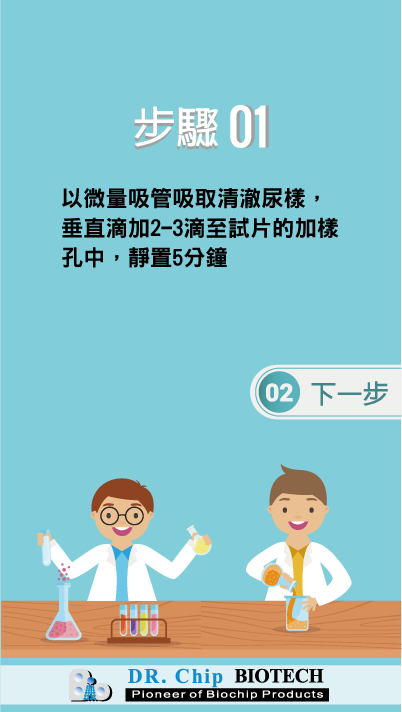 步驟 01
以微量吸管吸取清澈尿樣，
垂直滴加2-3滴至試片的加樣
孔中，靜置5分鐘
02 下一步
DR. Chip BIOTECH
Pioneer of Biochip Products